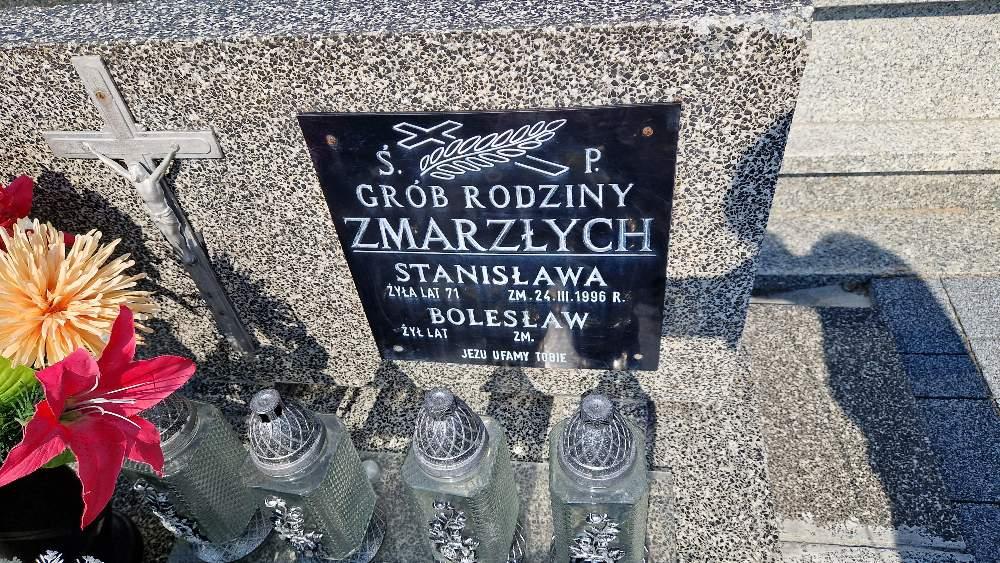 Ś. P.
GRÓB RODZINY
ZMARZŁYCH
STANISŁAWA
ŻYŁA LAT 71 ZM. 24.III.1996 R.
BOLESŁAW
ŻYŁ LAT ZM.
JEZU UFAMY TOBIE